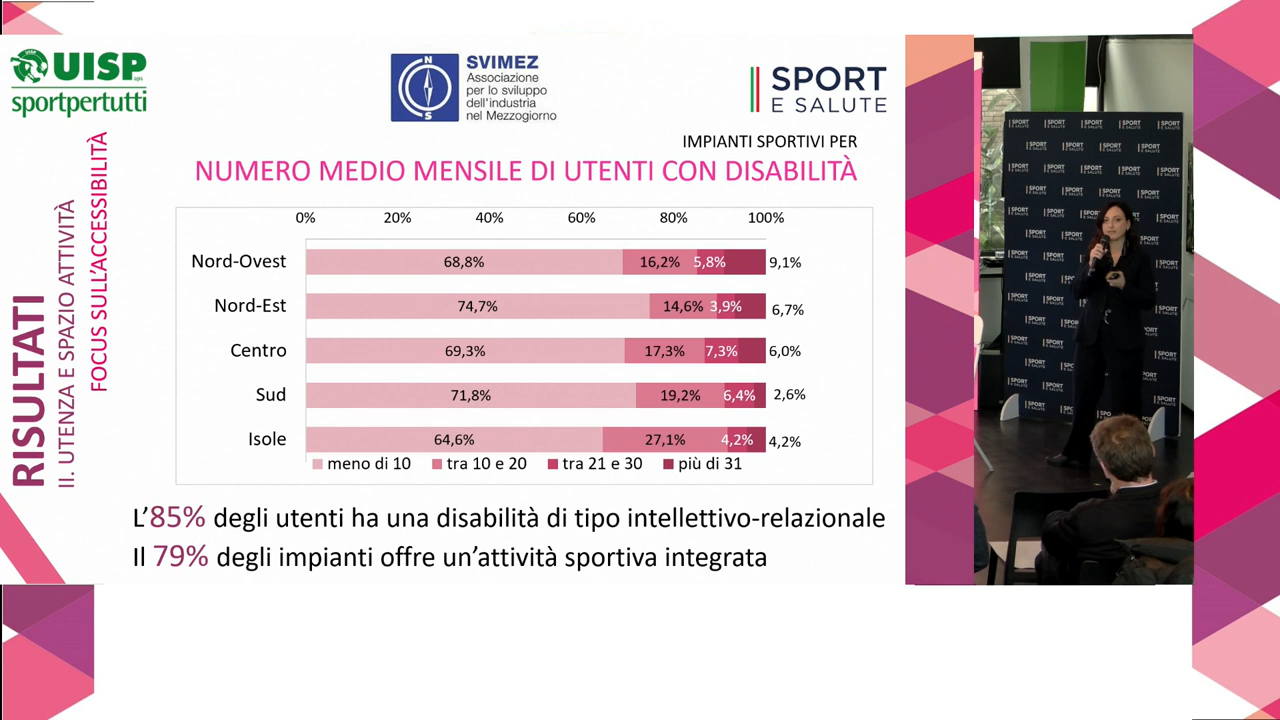 UISP
aps
sportpertutti
SVIMEZ
Associazione
per lo sviluppo
dell'industria
nel Mezzogiorno
N
S
SPORT
E SALUTE
RISULTATI
II. UTENZA E SPAZIO ATTIVITÀ
FOCUS SULL'ACCESSIBILITÀ
IMPIANTI SPORTIVI PER
NUMERO MEDIO MENSILE DI UTENTI CON DISABILITÀ
0% 20% 40% 60% 80% 100%
Nord-Ovest 68,8% 16,2% 5,8% 9,1%
Nord-Est 74,7% 14,6% 3,9% 6,7%
Centro 69,3% 17,3% 7,3% 6,0%
Sud 71,8% 19,2% 6,4% 2,6%
Isole 64,6% 27,1% 4,2% 4,2%
meno di 10 tra 10 e 20 tra 21 e 30 più di 31
L'85% degli utenti ha una disabilità di tipo intellettivo-relazionale
Il 79% degli impianti offre un'attività sportiva integrata
SPORT
E SALUTE